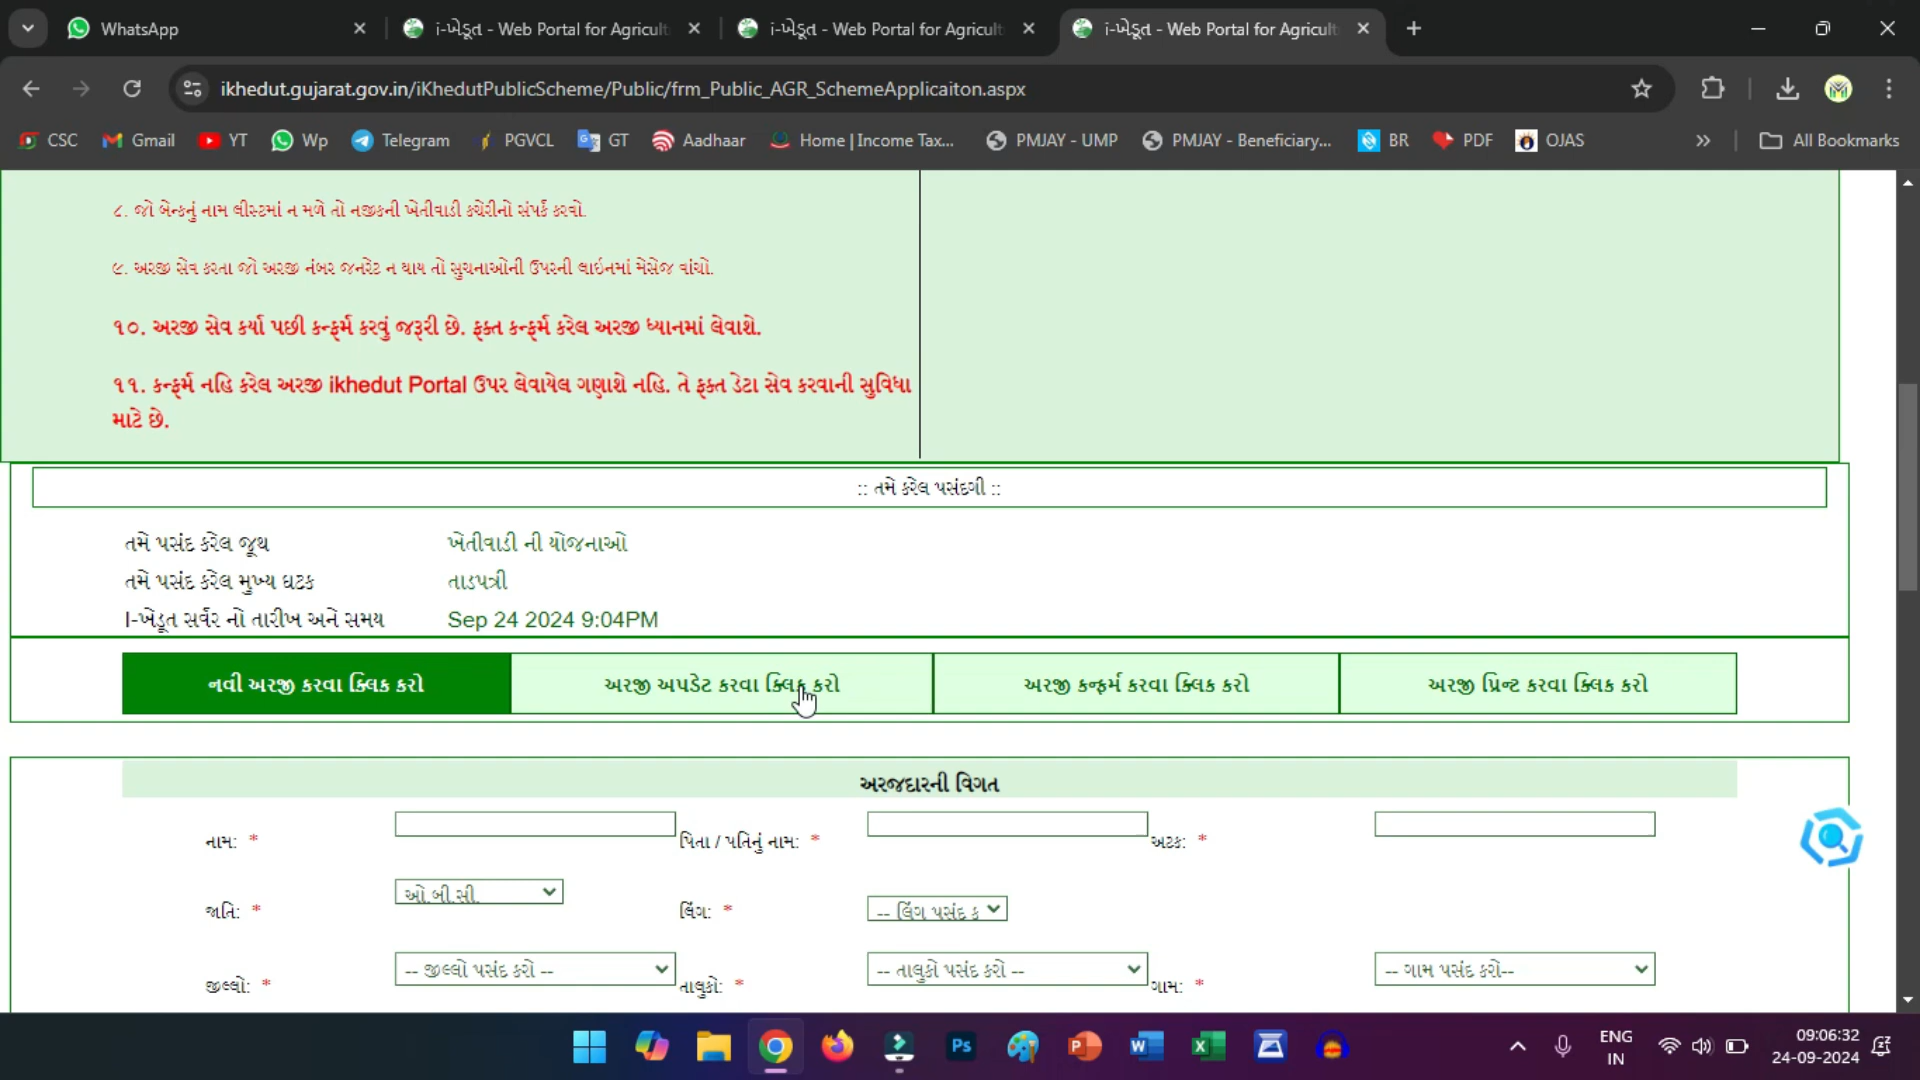 WhatsApp
i-ખેડૂત - Web Portal for Agricult
i-ખેડૂત - Web Portal for Agricult
i-ખેડૂત - Web Portal for Agricult
ikhedut.gujarat.gov.in/iKhedutPublicScheme/Public/frm_Public_AGR_SchemeApplicaiton.aspx
CSC Gmail YT Wp Telegram PGVCL GT Aadhaar Home | Income Tax... PMJAY - UMP PMJAY - Beneficiary... BR PDF OJAS » All Bookmarks
૮. જો બેન્કનું નામ લીસ્ટમાં ન મળે તો નજીકની ખેતીવાડી કચેરીનો સંપર્ક કરવો.
૯. અરજી સેવ કરતા જો અરજી નંબર જનરેટ ન થાય તો સુચનાઓની ઉપરની લાઇનમાં મેસેજ વાંચો.
૧૦. અરજી સેવ કર્યા પછી કન્ફર્મ કરવું જરૂરી છે. ફક્ત કન્ફર્મ કરેલ અરજી ધ્યાનમાં લેવાશે.
૧૧. કન્ફર્મ નહિ કરેલ અરજી ikhedut Portal ઉપર લેવાયેલ ગણાશે નહિ. તે ફક્ત ડેટા સેવ કરવાની સુવિધા
માટે છે.
:: તમે કરેલ પસંદગી ::
તમે પસંદ કરેલ જૂથ ખેતીવાડી ની યોજનાઓ
તમે પસંદ કરેલ મુખ્ય ઘટક તાડપત્રી
I-ખેડૂત સર્વર નો તારીખ અને સમય Sep 24 2024 9:04PM
નવી અરજી કરવા ક્લિક કરો અરજી અપડેટ કરવા ક્લિક કરો અરજી કન્ફર્મ કરવા ક્લિક કરો અરજી પ્રિન્ટ કરવા ક્લિક કરો
અરજદારની વિગત
નામ: * પિતા / પતિનું નામ: * અટક: *
જાતિ: * ઓ.બી.સી. લિંગ: * -- લિંગ પસંદ ક
જીલ્લો: * -- જીલ્લો પસંદ કરો -- તાલુકો: * -- તાલુકો પસંદ કરો -- ગામ: * -- ગામ પસંદ કરો--
ENG
IN
09:06:32
24-09-2024